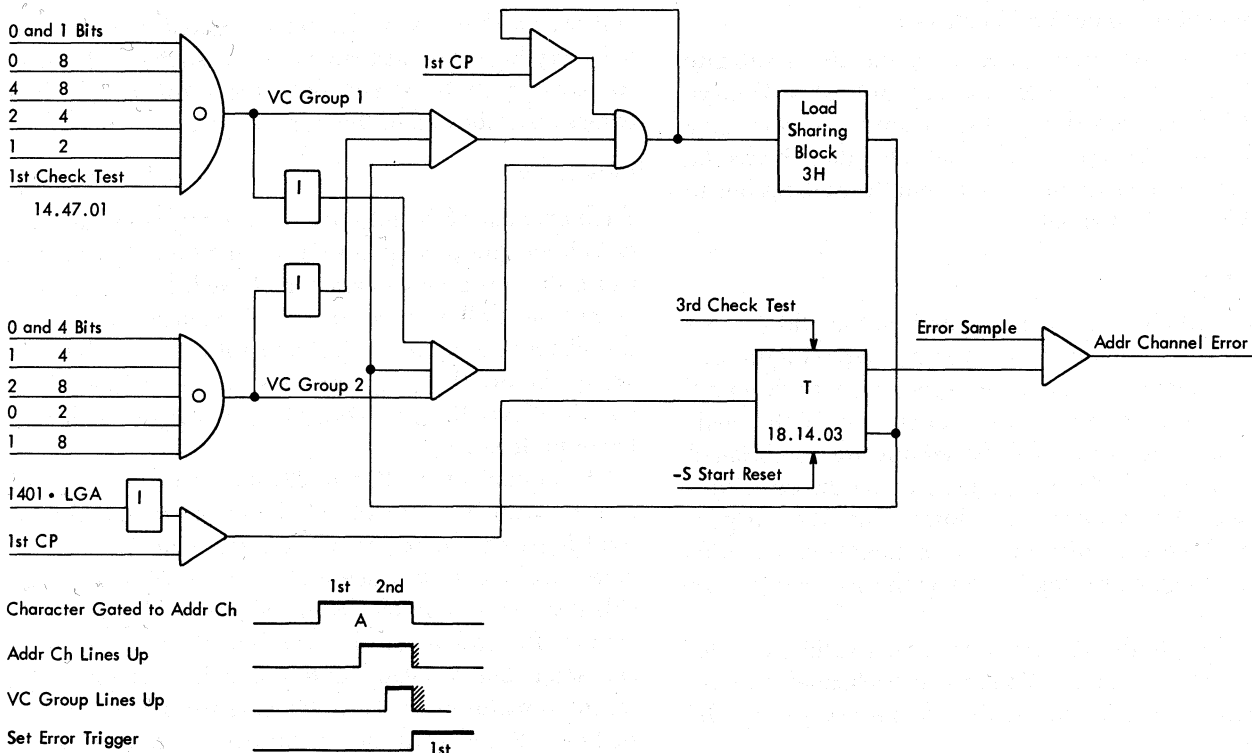 0 and 1 Bits
0 8
4 8
2 4
1 2
1st Check Test
14.47.01
VC Group 1
1st CP
Load
Sharing
Block
3H
I
I
0 and 4 Bits
1 4
2 8
0 2
1 8
VC Group 2
3rd Check Test
T
18.14.03
-S Start Reset
Error Sample
Addr Channel Error
1401 • LGA
I
1st CP
1st 2nd
Character Gated to Addr Ch
A
Addr Ch Lines Up
VC Group Lines Up
Set Error Trigger
1st